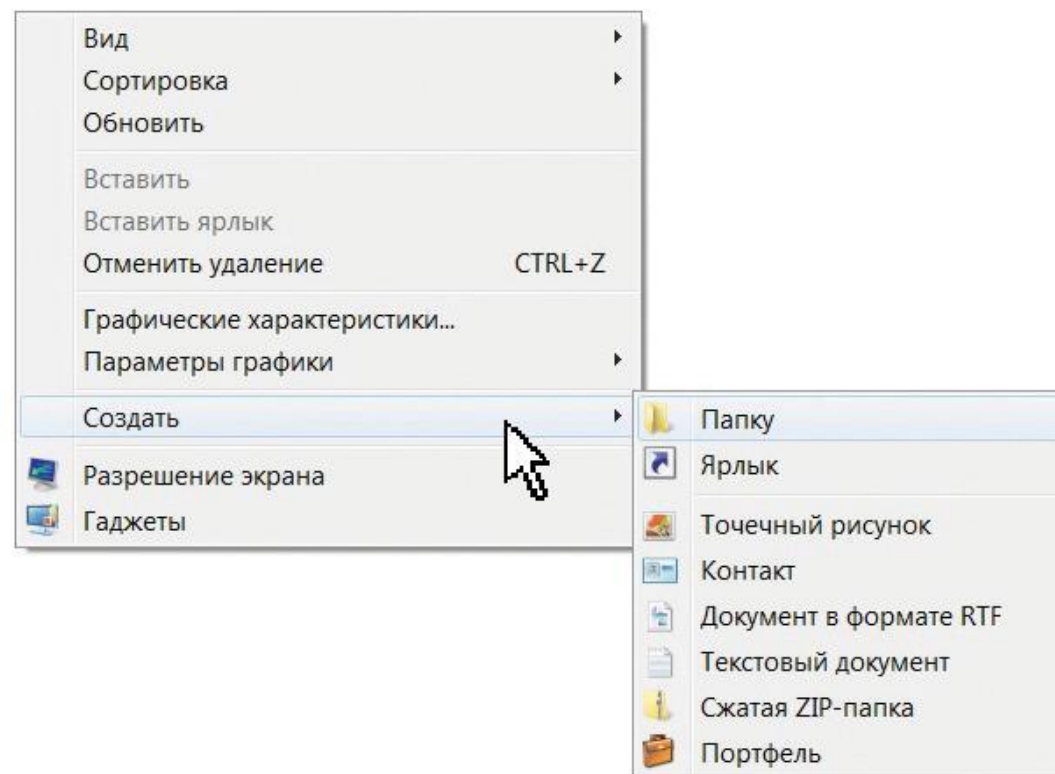 Вид
Сортировка
Обновить
Вставить
Вставить ярлык
Отменить удаление CTRL+Z
Графические характеристики...
Параметры графики
Создать
Разрешение экрана
Гаджеты
Папку
Ярлык
Точечный рисунок
Контакт
Документ в формате RTF
Текстовый документ
Сжатая ZIP-папка
Портфель